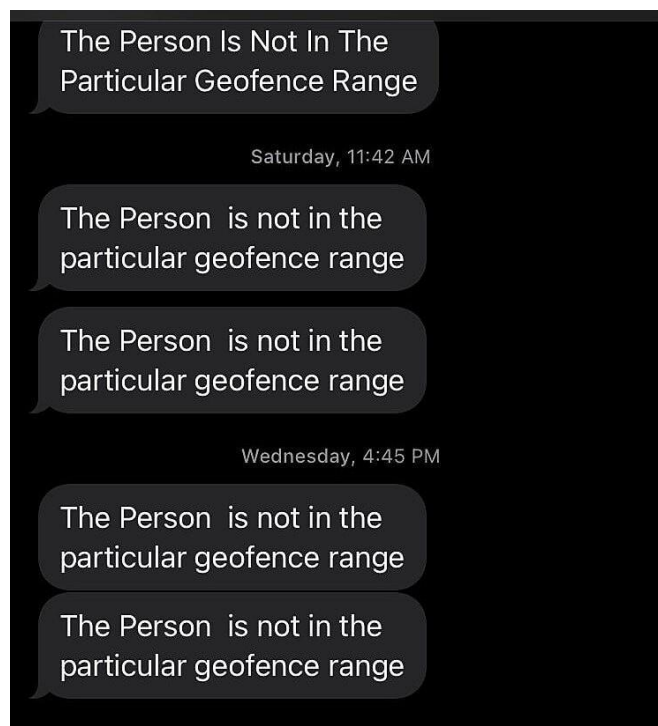 The Person Is Not In The
Particular Geofence Range
Saturday, 11:42 AM
The Person  is not in the
particular geofence range
The Person  is not in the
particular geofence range
Wednesday, 4:45 PM
The Person  is not in the
particular geofence range
The Person  is not in the
particular geofence range